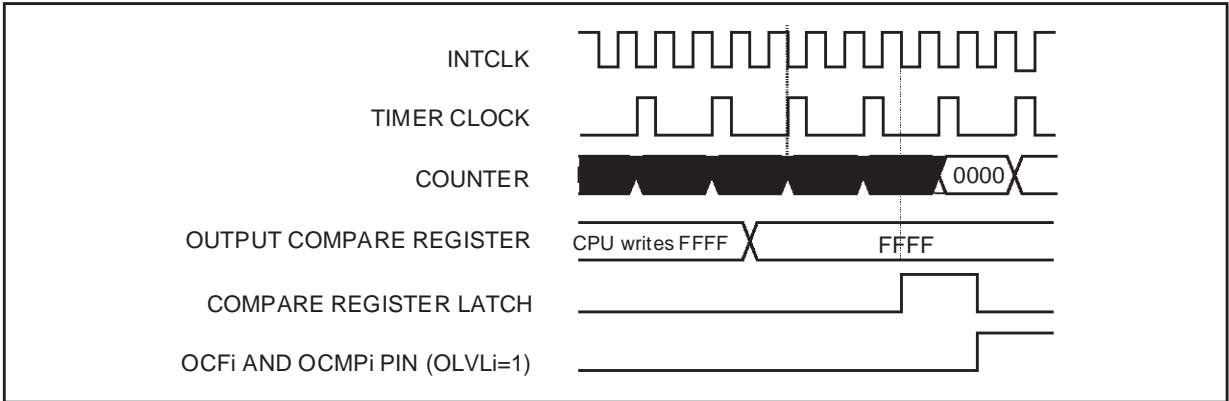 INTCLK
TIMER CLOCK
COUNTER
0000
OUTPUT COMPARE REGISTER
CPU writes FFFF
FFFF
COMPARE REGISTER LATCH
OCFi AND OCMPi PIN (OLVLi=1)